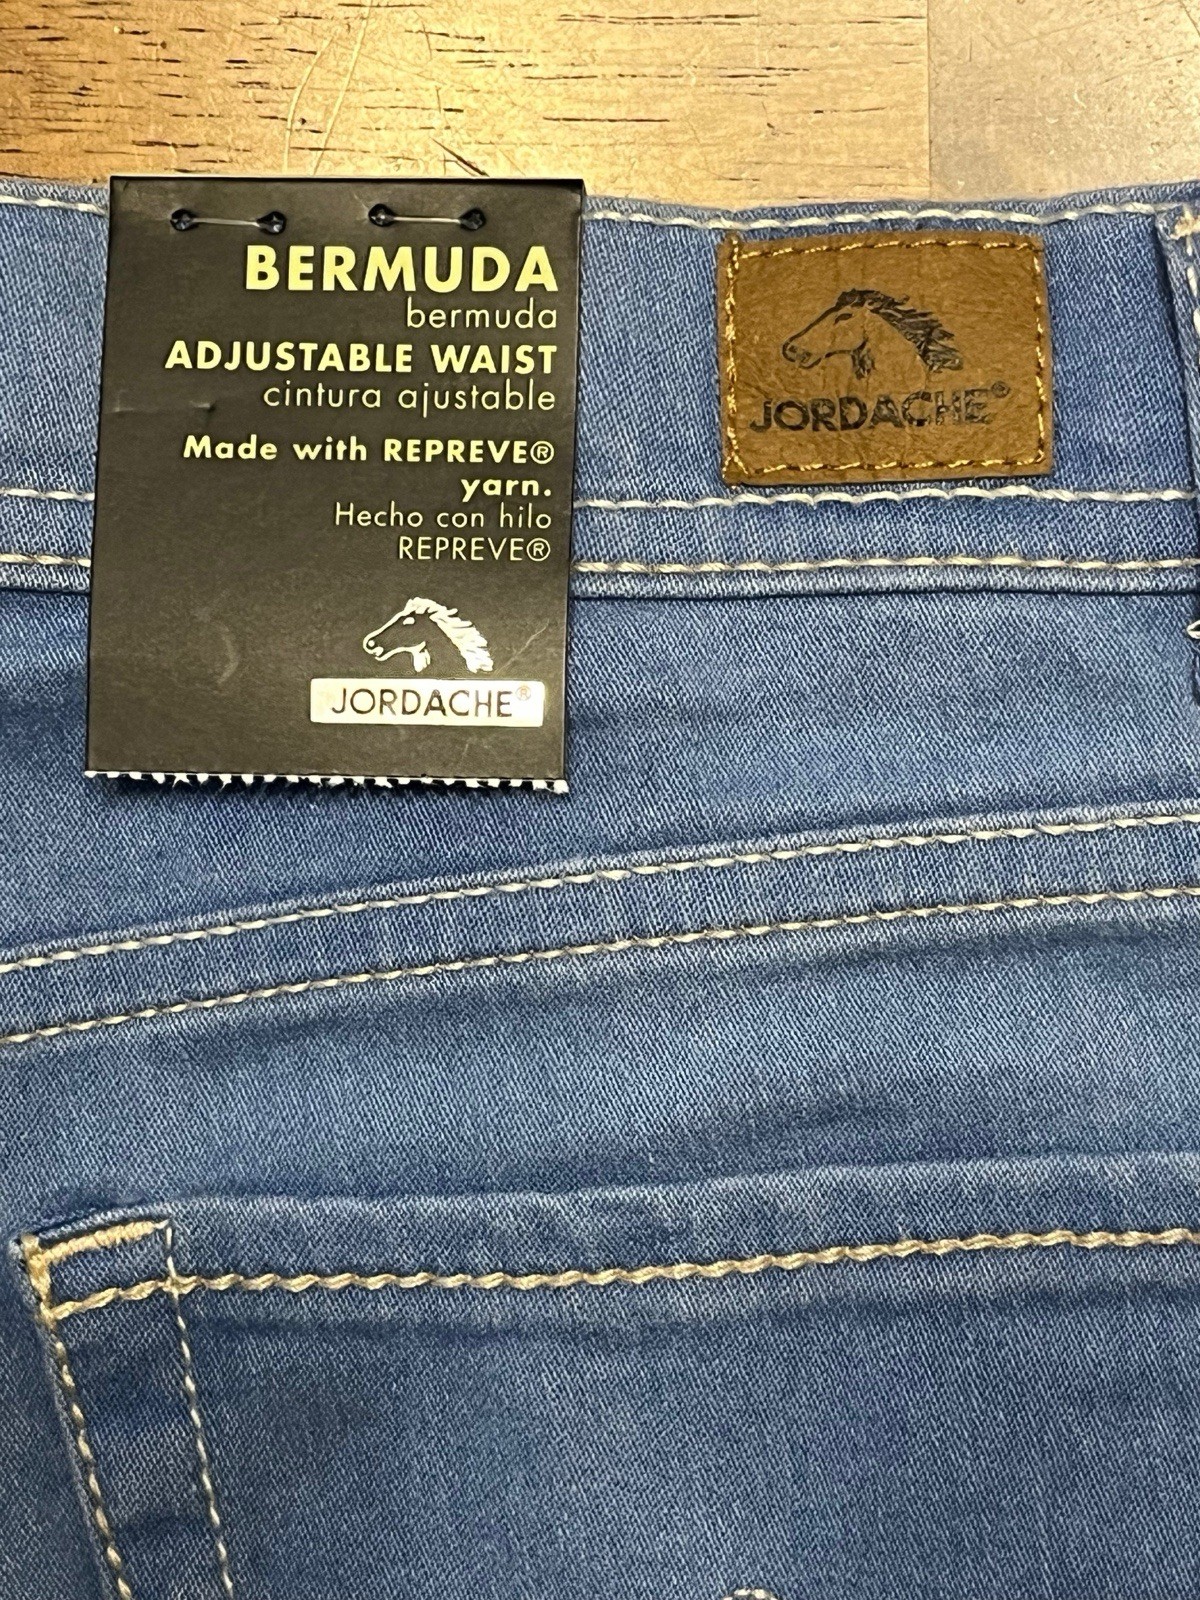 BERMUDA
bermuda
ADJUSTABLE WAIST
cintura ajustable
Made with REPREVE®
yarn.
Hecho con hilo
REPREVE®
JORDACHE®
JORDACHE®